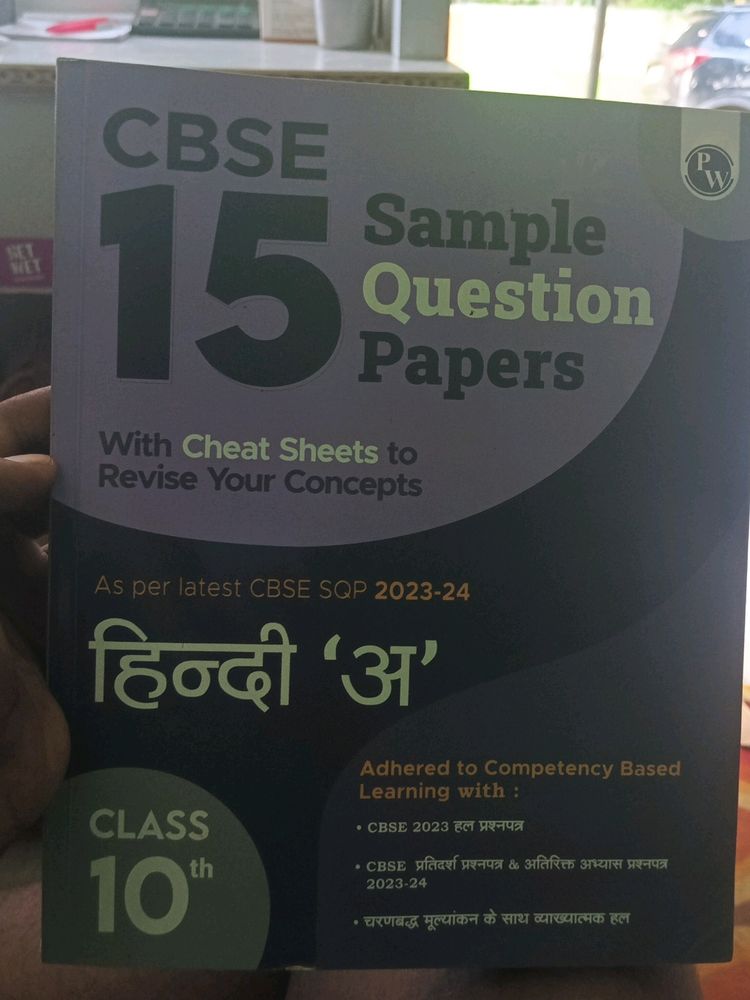 CBSE
15
Sample
Question
Papers
PW
With Cheat Sheets to
Revise Your Concepts
As per latest CBSE SQP 2023-24
हिन्दी ‘अ’
CLASS
10th
Adhered to Competency Based
Learning with :
• CBSE 2023 हल प्रश्नपत्र
• CBSE प्रतिदर्श प्रश्नपत्र & अतिरिक्त अभ्यास प्रश्नपत्र
2023-24
• चरणबद्ध मूल्यांकन के साथ व्याख्यात्मक हल